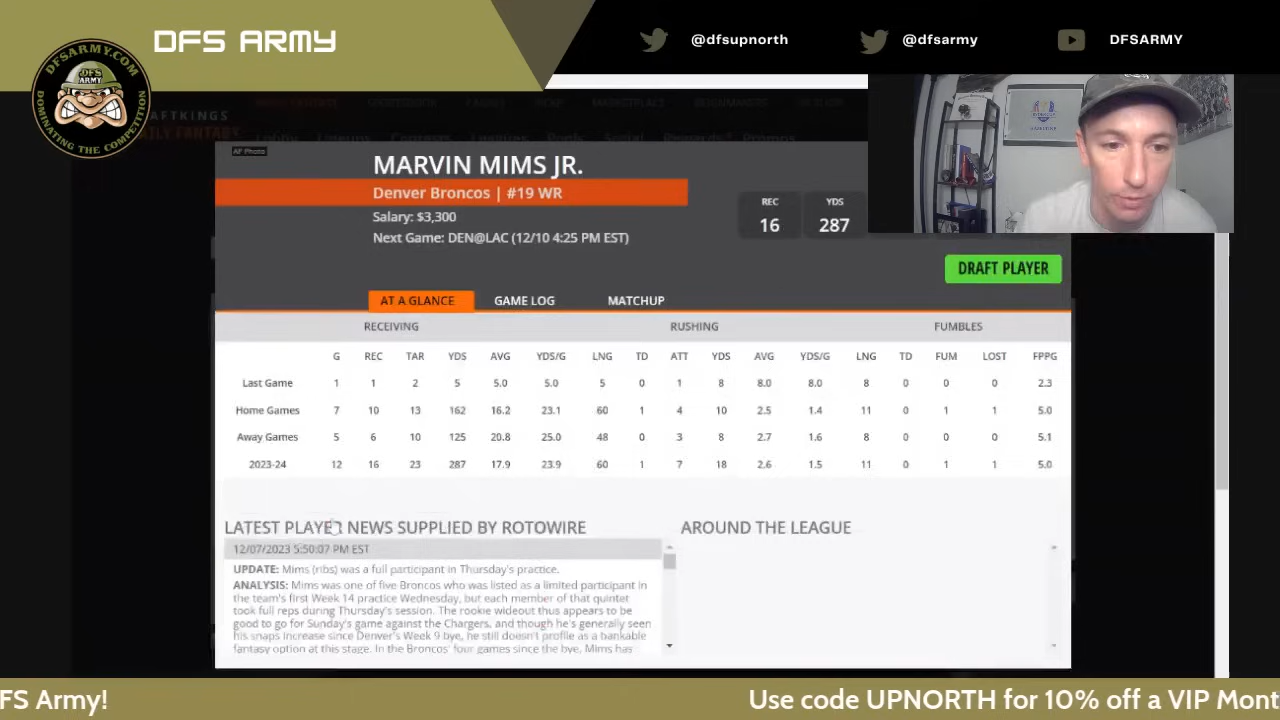 DFS ARMY
@dfsupnorth
@dfsarmy
DFSARMY
DFSARMY.COM
DFS
ARMY
DOMINATING THE COMPETITION
AP Photo
MARVIN MIMS JR.
Denver Broncos | #19 WR
Salary: $3,300
Next Game: DEN@LAC (12/10 4:25 PM EST)
REC YDS
16 287
DRAFT PLAYER
AT A GLANCE GAME LOG MATCHUP
RECEIVING RUSHING FUMBLES
G REC TAR YDS AVG YDS/G LNG TD ATT YDS AVG YDS/G LNG TD FUM LOST FPPG
Last Game 1 1 2 5 5.0 5.0 5 0 1 8 8.0 8.0 8 0 0 0 2.3
Home Games 7 10 13 162 16.2 23.1 60 1 4 10 2.5 1.4 11 0 1 1 5.0
Away Games 5 6 10 125 20.8 25.0 48 0 3 8 2.7 1.6 8 0 0 0 5.1
2023-24 12 16 23 287 17.9 23.9 60 1 7 18 2.6 1.5 11 0 1 1 5.0
LATEST PLAYER NEWS SUPPLIED BY ROTOWIRE
AROUND THE LEAGUE
12/07/2023 5:50:07 PM EST
UPDATE: Mims (ribs) was a full participant in Thursday's practice.
ANALYSIS: Mims was one of five Broncos who was listed as a limited participant in
the team's first Week 14 practice Wednesday, but each member of that quintet
took full reps during Thursday's session. The rookie wideout thus appears to be
good to go for Sunday's game against the Chargers, and though he's generally seen
his snaps increase since Denver's Week 9 bye, he still doesn't profile as a bankable
fantasy option at this stage. In the Broncos' four games since the bye, Mims has
FS Army!
Use code UPNORTH for 10% off a VIP Mont